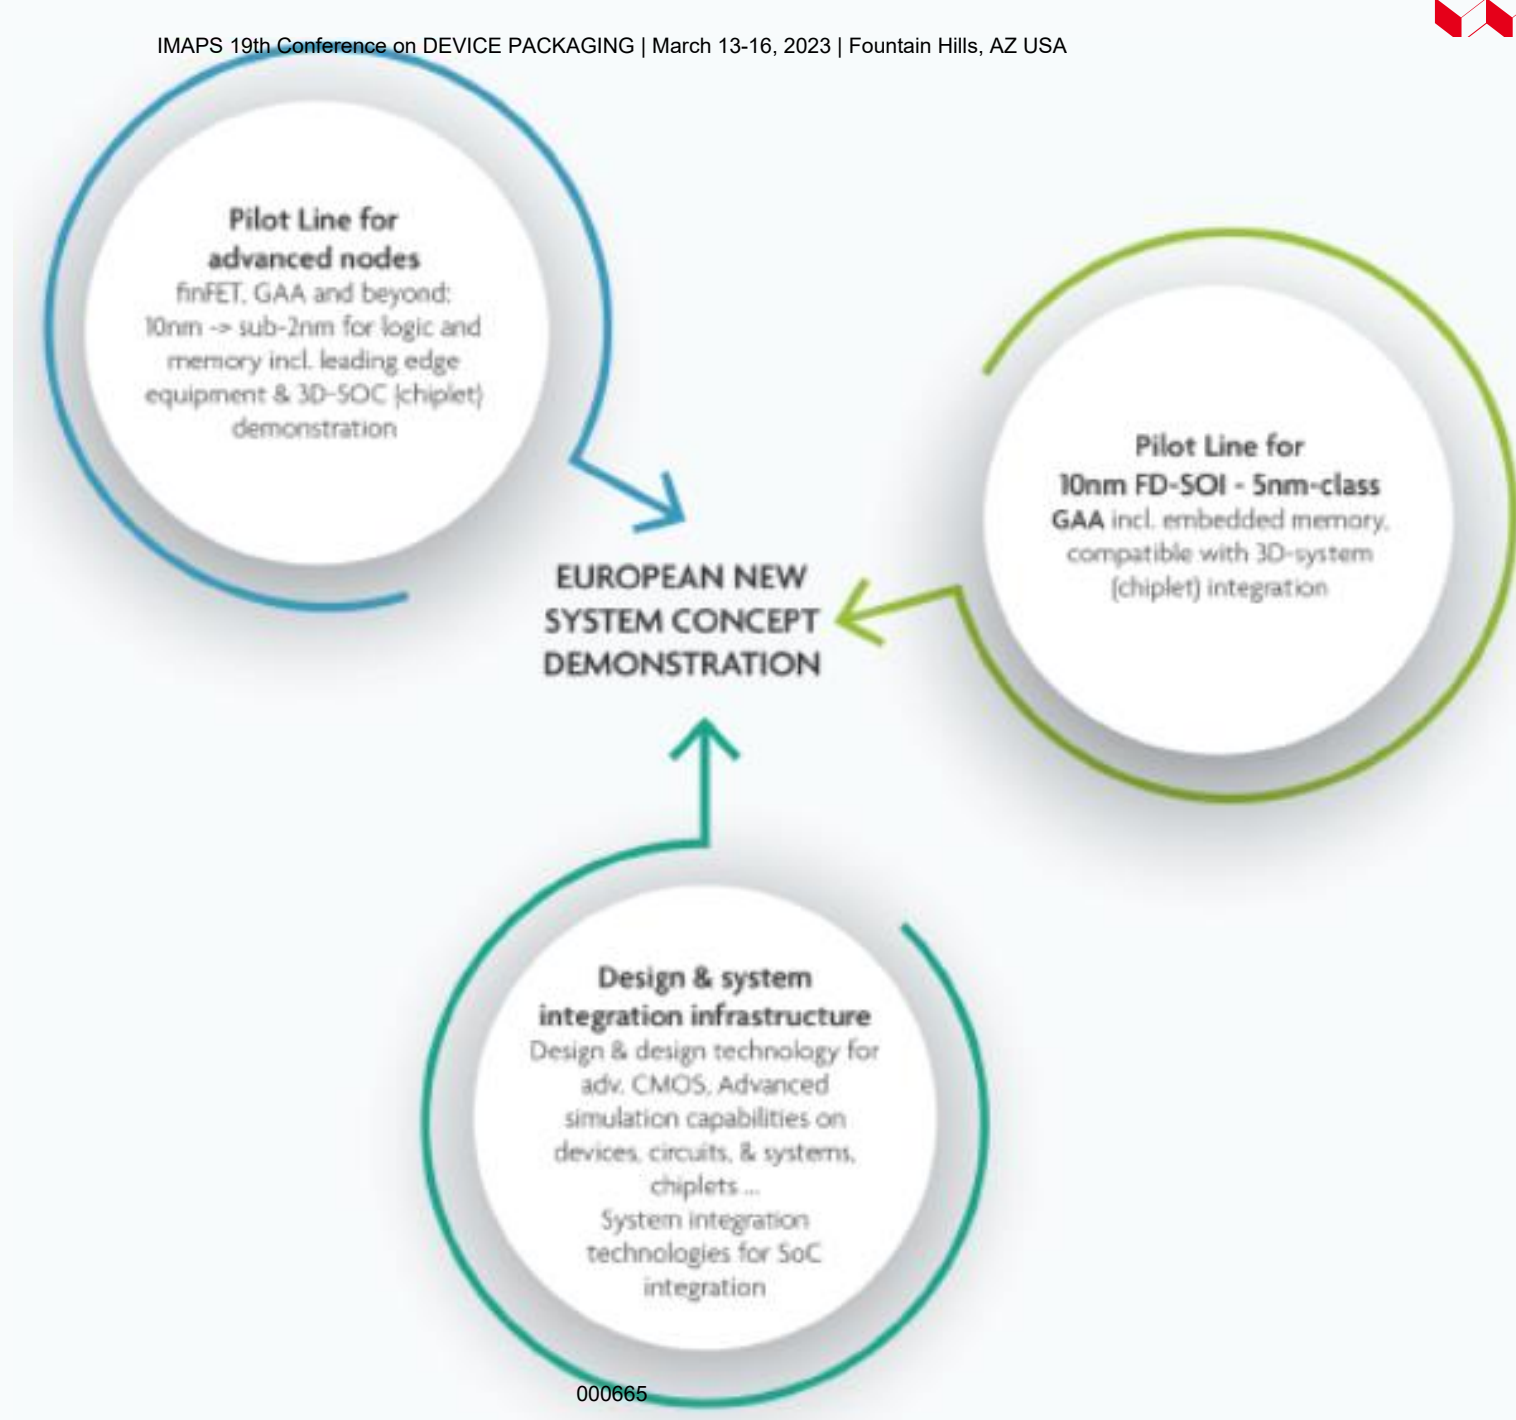 IMAPS 19th Conference on DEVICE PACKAGING | March 13-16, 2023 | Fountain Hills, AZ USA
Pilot Line for
advanced nodes
finFET, GAA and beyond:
10nm -> sub-2nm for logic and
memory incl. leading edge
equipment & 3D-SOC (chiplet)
demonstration
Pilot Line for
10nm FD-SOI - 5nm-class
GAA incl. embedded memory,
compatible with 3D-system
(chiplet) integration
EUROPEAN NEW
SYSTEM CONCEPT
DEMONSTRATION
Design & system
integration infrastructure
Design & design technology for
adv. CMOS, Advanced
simulation capabilities on
devices, circuits, & systems,
chiplets ...
System integration
technologies for SoC
integration
000665